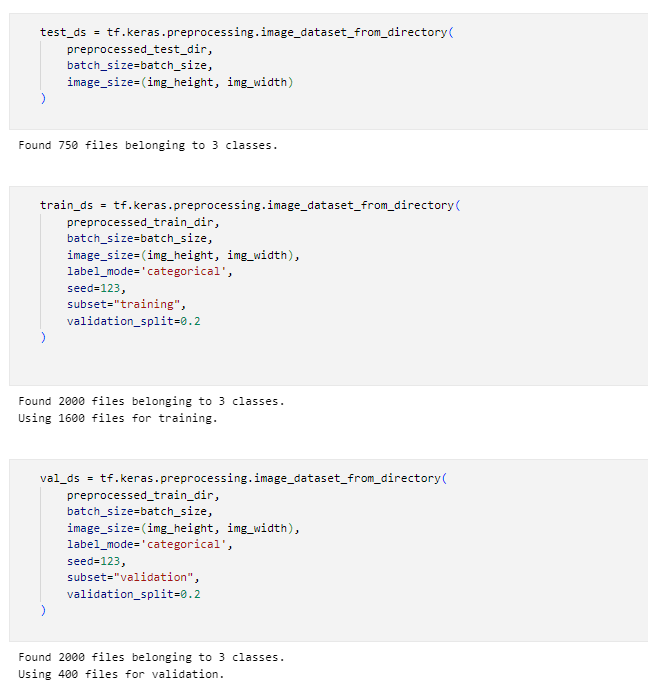 test_ds = tf.keras.preprocessing.image_dataset_from_directory(
    preprocessed_test_dir,
    batch_size=batch_size,
    image_size=(img_height, img_width)
)
Found 750 files belonging to 3 classes.
train_ds = tf.keras.preprocessing.image_dataset_from_directory(
    preprocessed_train_dir,
    batch_size=batch_size,
    image_size=(img_height, img_width),
    label_mode='categorical',
    seed=123,
    subset="training",
    validation_split=0.2
)
Found 2000 files belonging to 3 classes.
Using 1600 files for training.
val_ds = tf.keras.preprocessing.image_dataset_from_directory(
    preprocessed_train_dir,
    batch_size=batch_size,
    image_size=(img_height, img_width),
    label_mode='categorical',
    seed=123,
    subset="validation",
    validation_split=0.2
)
Found 2000 files belonging to 3 classes.
Using 400 files for validation.